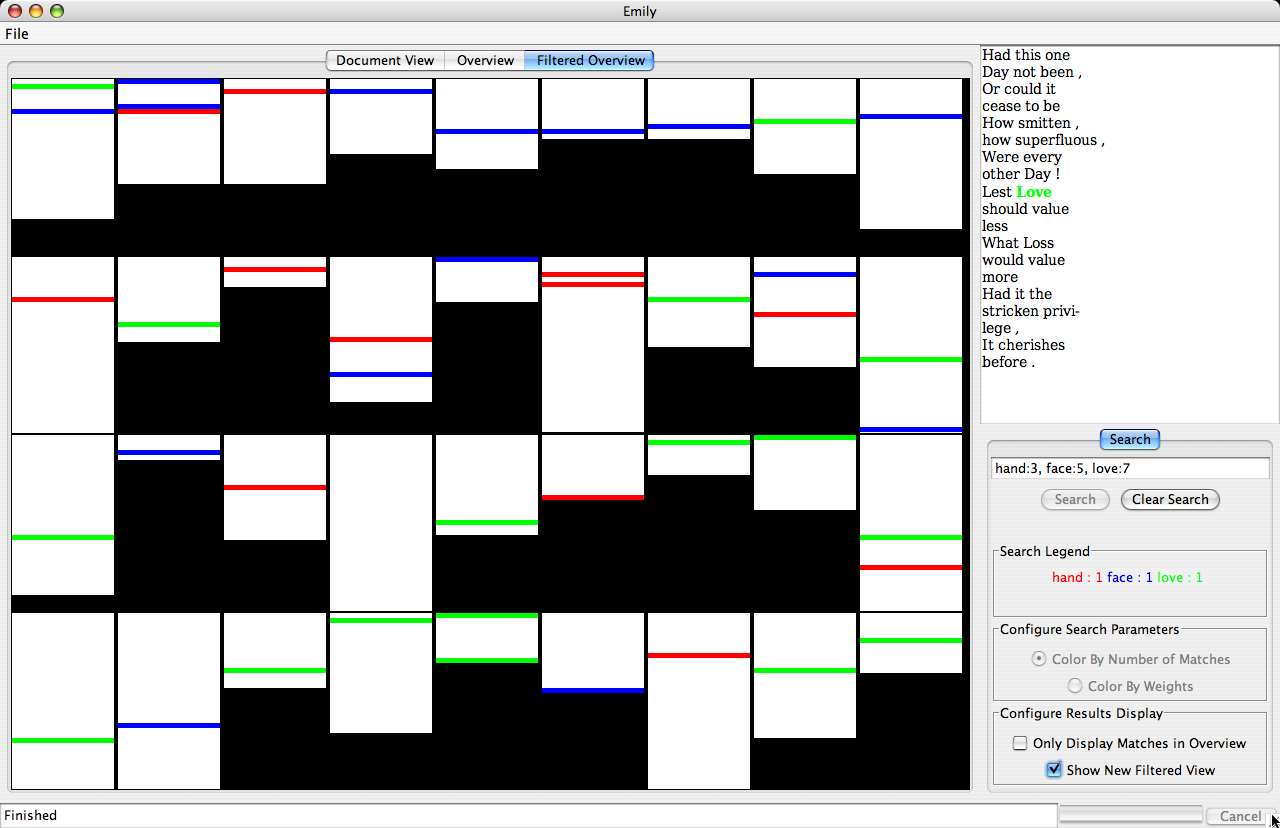 Emily
File
Document View Overview Filtered Overview
Had this one
Day not been ,
Or could it
cease to be
How smitten ,
how superfluous ,
Were every
other Day !
Lest Love
should value
less
What Loss
would value
more
Had it the
stricken privi-
lege ,
It cherishes
before .
Search
hand:3, face:5, love:7
Search Clear Search
Search Legend
hand : 1 face : 1 love : 1
Configure Search Parameters
Color By Number of Matches
Color By Weights
Configure Results Display
Only Display Matches in Overview
Show New Filtered View
Finished
Cancel